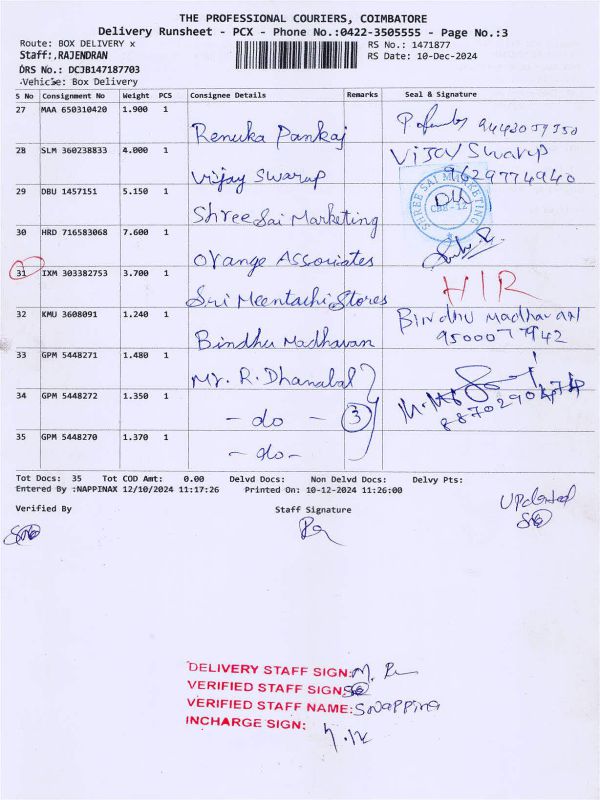 THE PROFESSIONAL COURIERS, COIMBATORE
Delivery Runsheet - PCX - Phone No.:0422-3505555 - Page No.:3
Route: BOX DELIVERY x RS No.: 1471877
Staff:,RAJENDRAN RS Date: 10-Dec-2024
DRS No.: DCJB147187703
Vehicle: Box Delivery
S No Consignment No Weight PCS Consignee Details Remarks Seal & Signature
27 MAA 650310420 1.900 1
Renuka Pankaj
28 SLM 360238833 4.000 1 Vijay Swarup
Vijay Swarup 9629774940
29 DBU 1457151 5.150 1 SHREE SAI MARKETING
Shree Sai Marketing CBE-12
30 HRD 716583068 7.600 1
Orange Associates
31 IXM 303382753 3.700 1 HIR
Sri Meentachi Stores
32 KMU 3608091 1.240 1 Bindhu Madhavan
Bindhu Madhavan 9500077942
33 GPM 5448271 1.480 1
Mr. R. Dhanabal
34 GPM 5448272 1.350 1
- do - 3
35 GPM 5448270 1.370 1
- do -
Tot Docs: 35 Tot COD Amt: 0.00 Delvd Docs: Non Delvd Docs: Delvy Pts:
Entered By :NAPPINAX 12/10/2024 11:17:26 Printed On: 10-12-2024 11:26:00
Updated
Verified By Staff Signature
DELIVERY STAFF SIGN:
VERIFIED STAFF SIGN:
VERIFIED STAFF NAME:
INCHARGE SIGN: